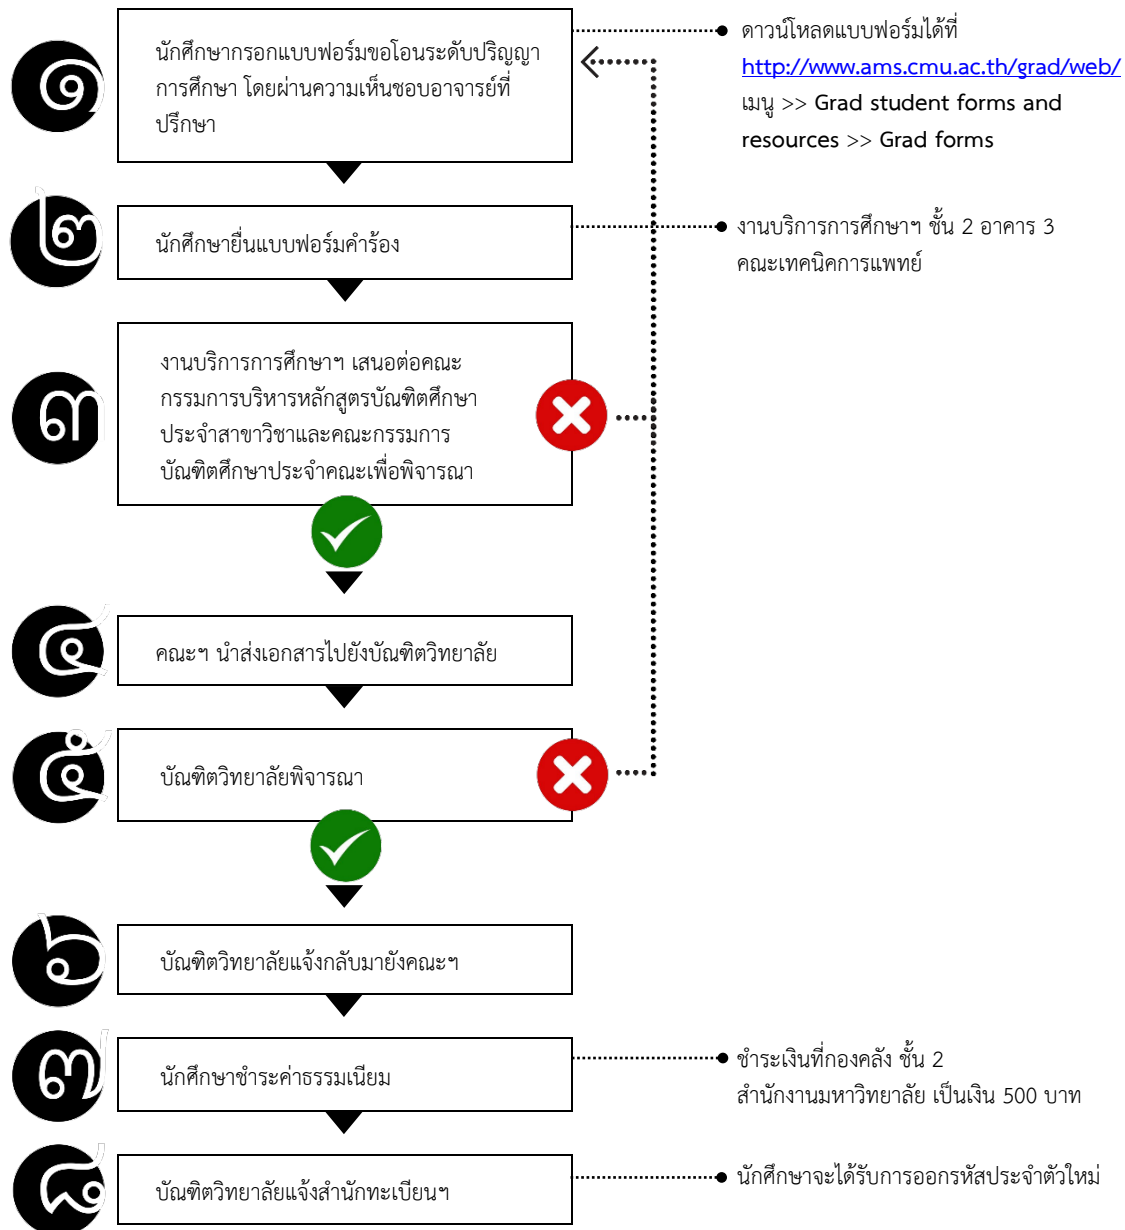 ๑
นักศึกษากรอกแบบฟอร์มขอโอนระดับปริญญา
การศึกษา โดยผ่านความเห็นชอบอาจารย์ที่
ปรึกษา
ดาวน์โหลดแบบฟอร์มได้ที่
http://www.ams.cmu.ac.th/grad/web/
เมนู >> Grad student forms and
resources >> Grad forms
๒
นักศึกษายื่นแบบฟอร์มคำร้อง
งานบริการการศึกษาฯ ชั้น 2 อาคาร 3
คณะเทคนิคการแพทย์
๓
งานบริการการศึกษาฯ เสนอต่อคณะ
กรรมการบริหารหลักสูตรบัณฑิตศึกษา
ประจำสาขาวิชาและคณะกรรมการ
บัณฑิตศึกษาประจำคณะเพื่อพิจารณา
๔
คณะฯ นำส่งเอกสารไปยังบัณฑิตวิทยาลัย
๕
บัณฑิตวิทยาลัยพิจารณา
๖
บัณฑิตวิทยาลัยแจ้งกลับมายังคณะฯ
๗
นักศึกษาชำระค่าธรรมเนียม
ชำระเงินที่กองคลัง ชั้น 2
สำนักงานมหาวิทยาลัย เป็นเงิน 500 บาท
๘
บัณฑิตวิทยาลัยแจ้งสำนักทะเบียนฯ
นักศึกษาจะได้รับการออกรหัสประจำตัวใหม่